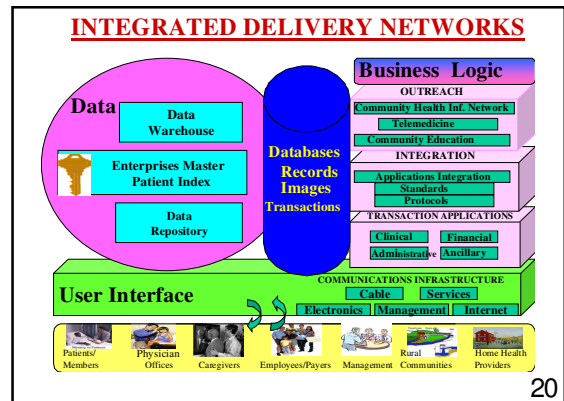 INTEGRATED DELIVERY NETWORKS
Data
Data
Warehouse
Enterprises Master
Patient Index
Data
Repository
Databases
Records
Images
Transactions
Business Logic
OUTREACH
Community Health Inf. Network
Telemedicine
Community Education
INTEGRATION
Applications Integration
Standards
Protocols
TRANSACTION APPLICATIONS
Clinical
Financial
Administrative
Ancillary
User Interface
COMMUNICATIONS INFRASTRUCTURE
Cable
Services
Electronics
Management
Internet
Patients/
Members
Physician
Offices
Caregivers
Employees/Payers
Management
Rural
Communities
Home Health
Providers
20